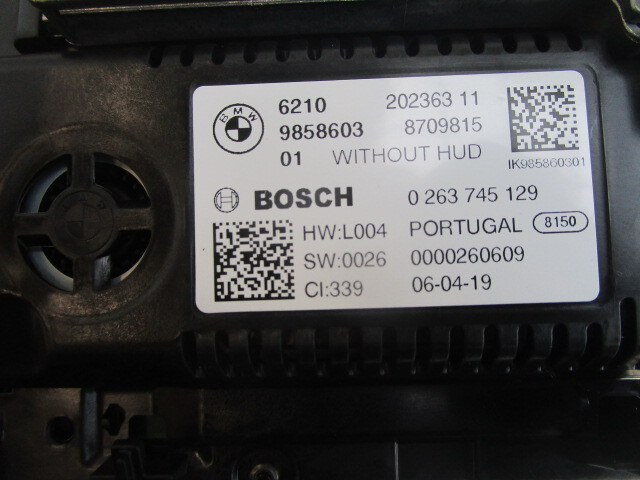 BMW
6210 202363 11
9858603 8709815
01 WITHOUT HUD
IK985860301
BOSCH 0 263 745 129
HW:L004 PORTUGAL 8150
SW:0026 0000260609
CI:339 06-04-19